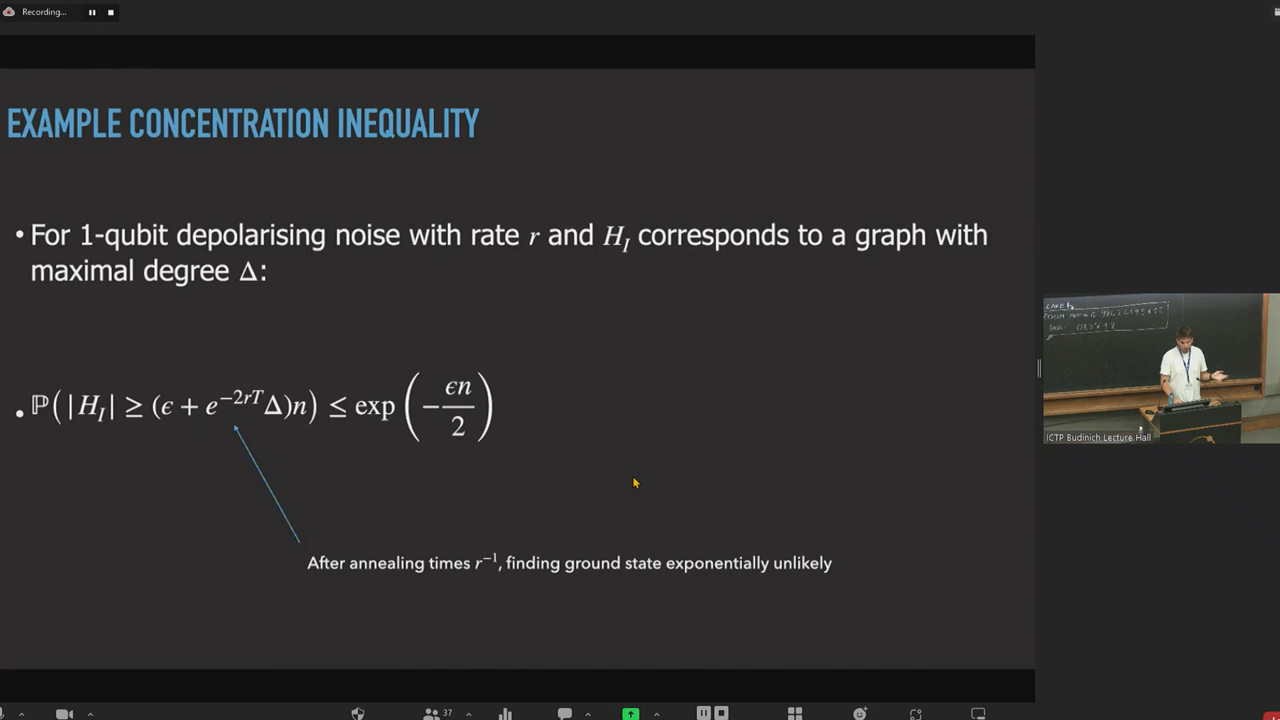 Recording...
EXAMPLE CONCENTRATION INEQUALITY
• For 1-qubit depolarising noise with rate r and H_I corresponds to a graph with
maximal degree Δ:
• ℙ(|H_I| ≥ (ϵ + e^{−2rT}Δ)n) ≤ exp(−ϵn/2)
After annealing times r^{−1}, finding ground state exponentially unlikely
ICTP Budinich Lecture Hall
37